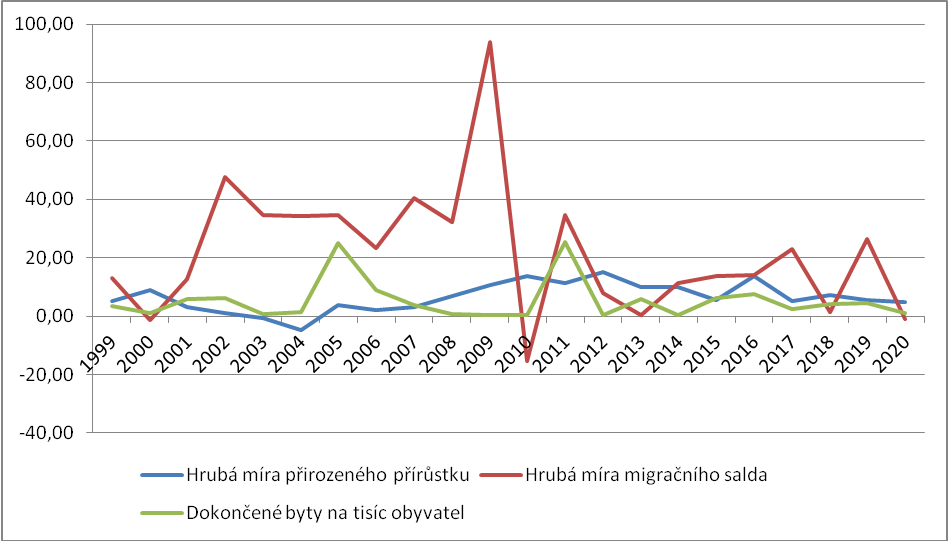 100,00
80,00
60,00
40,00
20,00
0,00
-20,00
-40,00
1999 2000 2001 2002 2003 2004 2005 2006 2007 2008 2009 2010 2011 2012 2013 2014 2015 2016 2017 2018 2019 2020
Hrubá míra přirozeného přírůstku Hrubá míra migračního salda
Dokončené byty na tisíc obyvatel